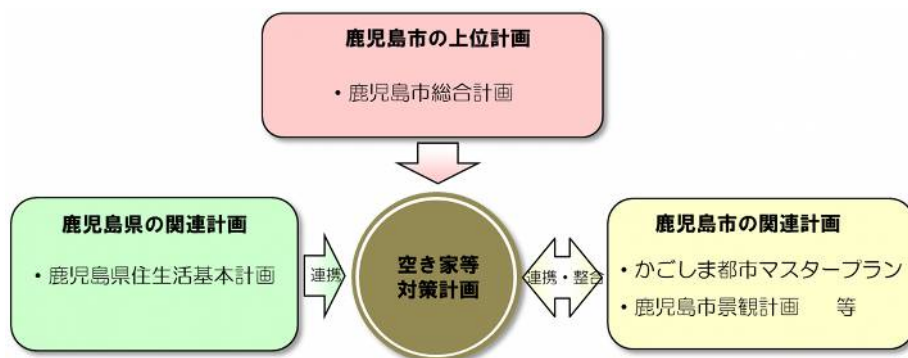 鹿児島市の上位計画
・鹿児島市総合計画
鹿児島県の関連計画
・鹿児島県住生活基本計画
連携
空き家等
対策計画
連携・整合
鹿児島市の関連計画
・かごしま都市マスタープラン
・鹿児島市景観計画　等